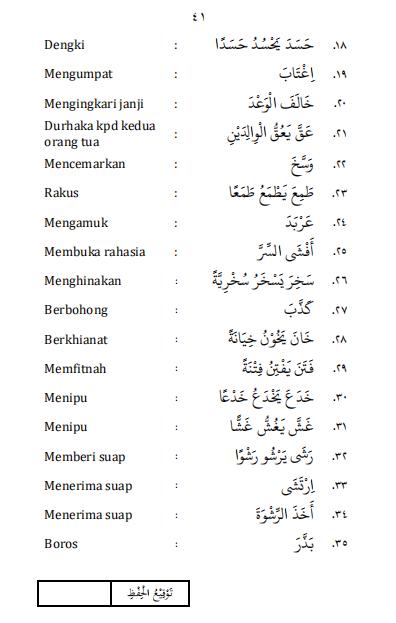 ٤١
١٨. حَسَدَ يَحْسُدُ حَسَدًا : Dengki
١٩. اِغْتَابَ : Mengumpat
٢٠. خَالَفَ الْوَعْدَ : Mengingkari janji
٢١. عَقَّ يَعُقُّ الْوِالِدَيْنِ : Durhaka kpd kedua
orang tua
٢٢. وَسَّخَ : Mencemarkan
٢٣. طَمِعَ يَطْمَعُ طَمَعًا : Rakus
٢٤. عَرْبَدَ : Mengamuk
٢٥. أَفْشَى السِّرَّ : Membuka rahasia
٢٦. سَخِرَ يَسْخَرُ سُخْرِيَّةً : Menghinakan
٢٧. كَذَّبَ : Berbohong
٢٨. خَانَ يَخُوْنُ خِيَانَةً : Berkhianat
٢٩. فَتَنَ يَفْتِنُ فِتْنَةً : Memfitnah
٣٠. خَدَعَ يَخْدَعُ خَدْعًا : Menipu
٣١. غَشَّ يَغُشُّ غَشًّا : Menipu
٣٢. رَشَى يَرْشُو رَشْوًا : Memberi suap
٣٣. اِرْتَشَى : Menerima suap
٣٤. أَخَذَ الرِّشْوَةَ : Menerima suap
٣٥. بَذَّرَ : Boros
تَوْقِيْعُ الْحِفْظِ